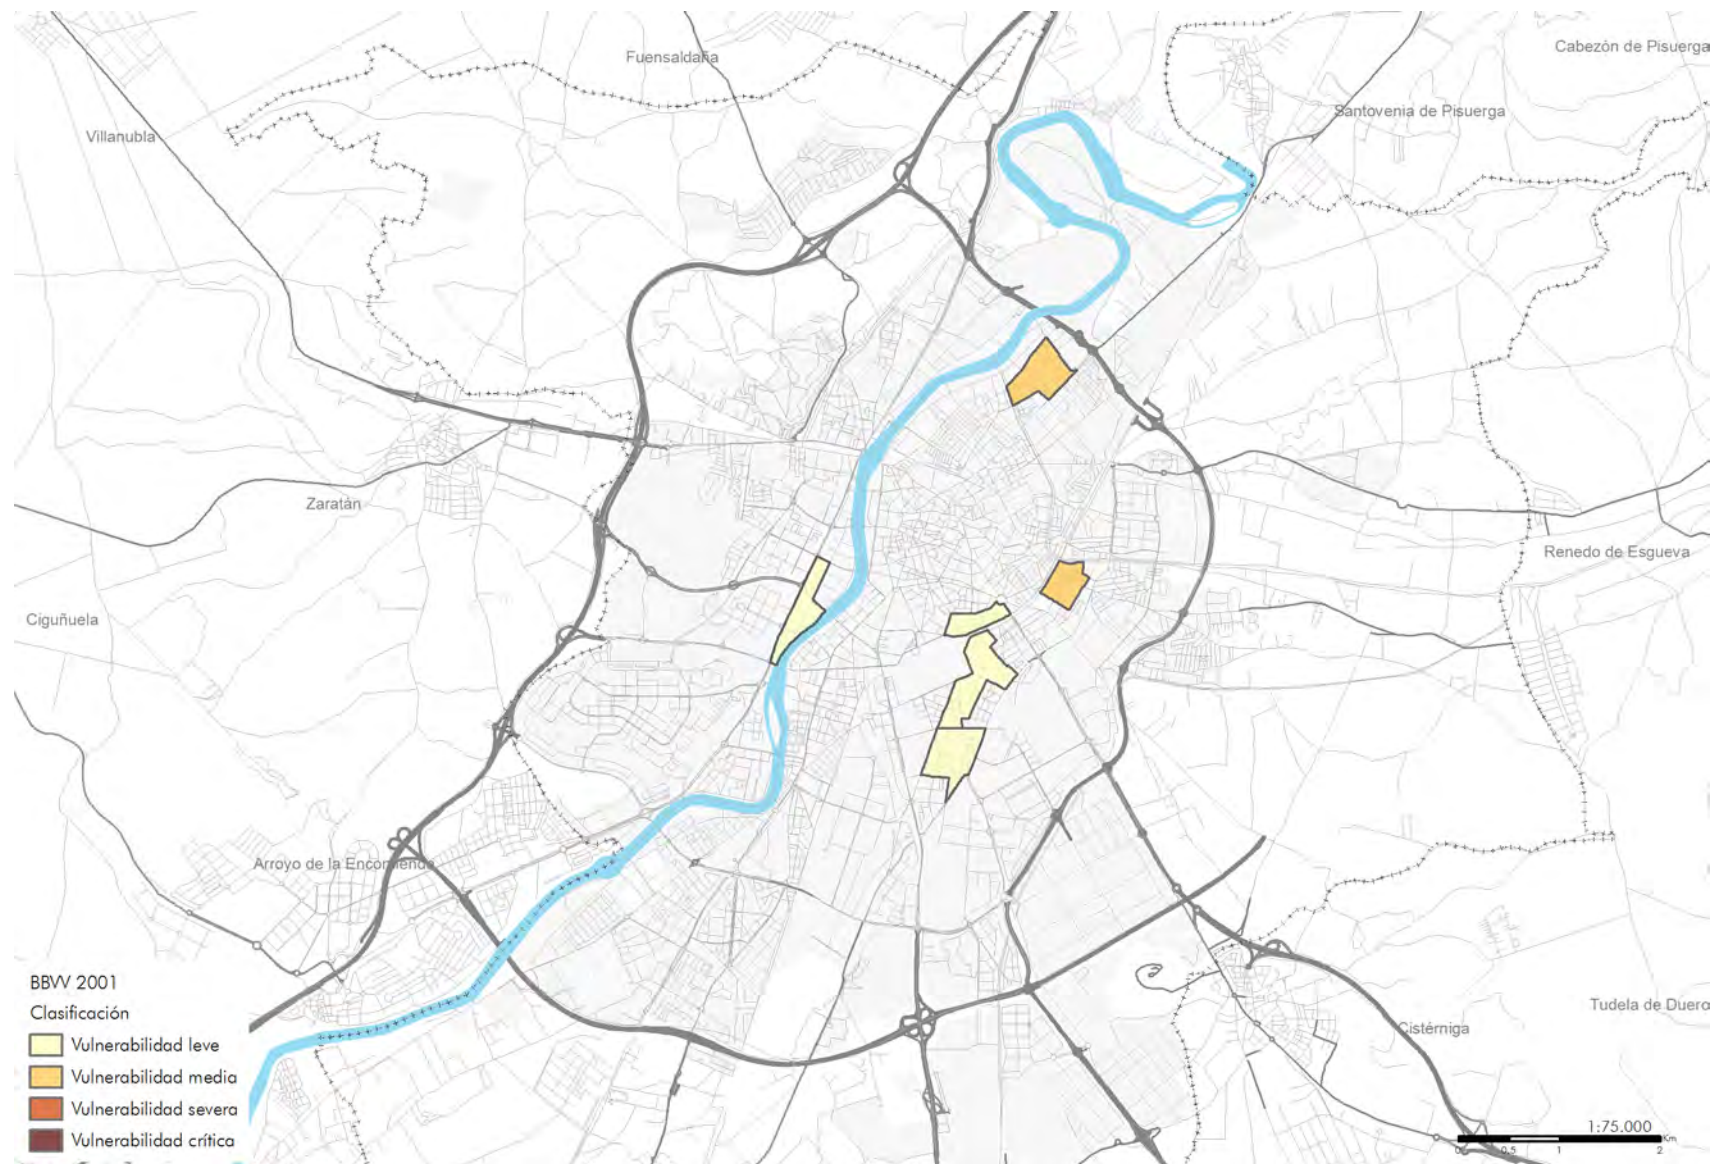 Fuensaldaña
Cabezón de Pisuerga
Santovenia de Pisuerga
Villanubla
Zaratán
Renedo de Esgueva
Ciguñuela
Arroyo de la Encomienda
Tudela de Duero
Cistérniga
BBVV 2001
Clasificación
Vulnerabilidad leve
Vulnerabilidad media
Vulnerabilidad severa
Vulnerabilidad crítica
1:75.000
0 0.5 1 2 Km